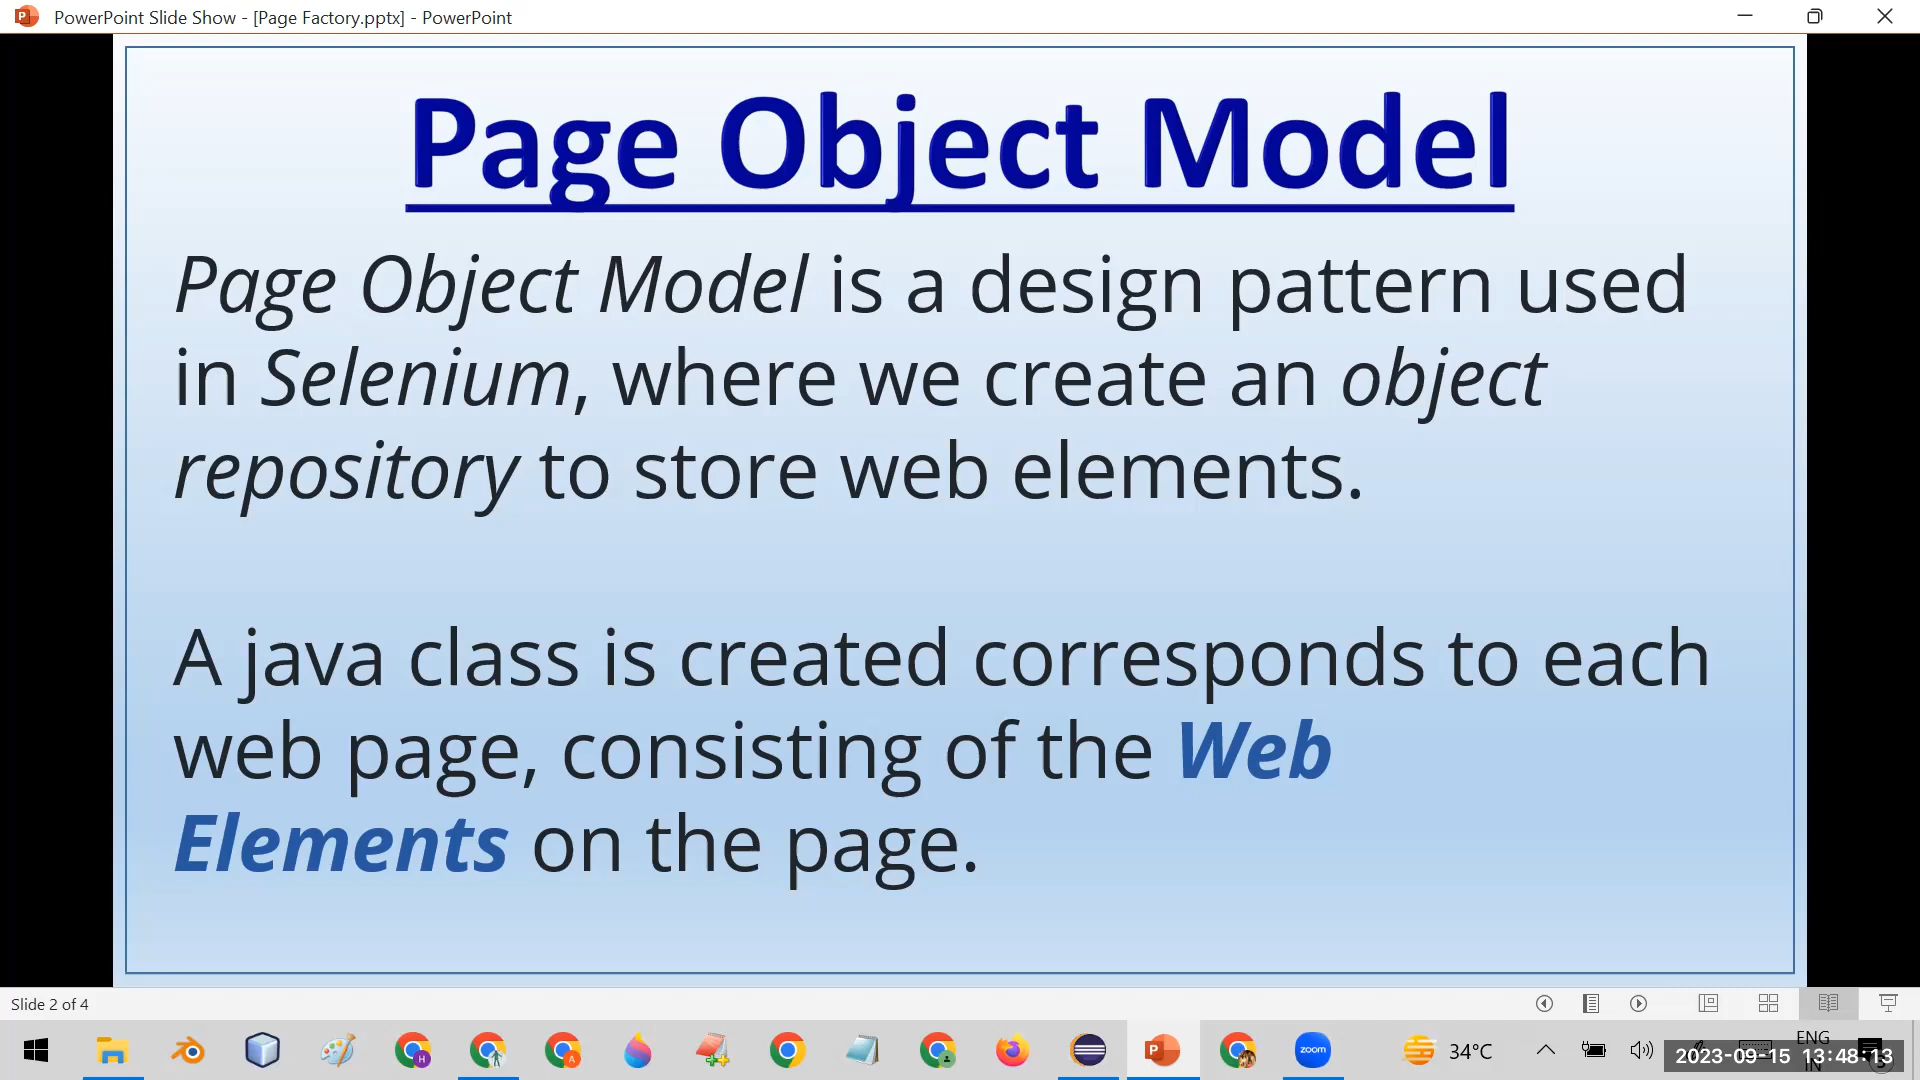 PowerPoint Slide Show - [Page Factory.pptx] - PowerPoint
Page Object Model
Page Object Model is a design pattern used
in Selenium, where we create an object
repository to store web elements.
A java class is created corresponds to each
web page, consisting of the Web
Elements on the page.
Slide 2 of 4
zoom
34°C
ENG
IN
2023-09-15 13:48:13